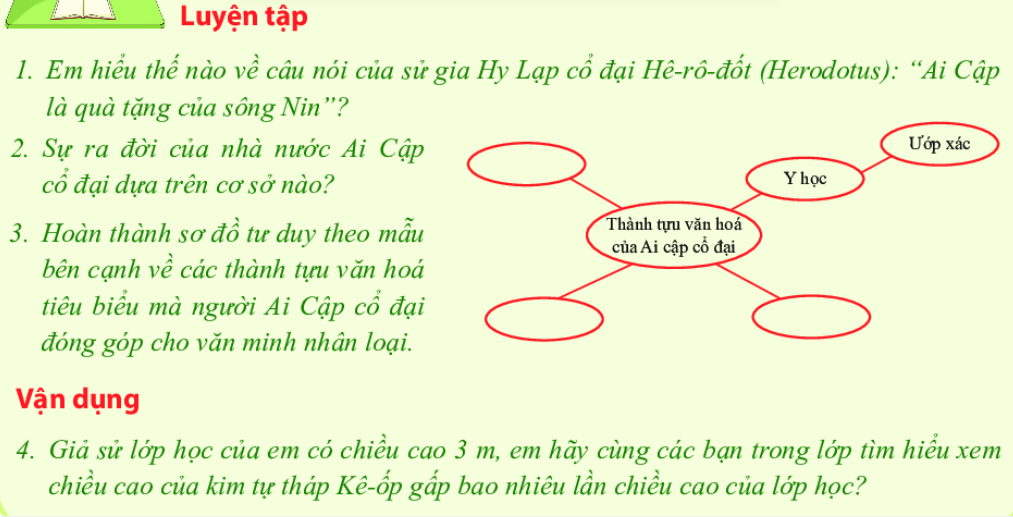 Luyện tập
1. Em hiểu thế nào về câu nói của sử gia Hy Lạp cổ đại Hê-rô-đốt (Herodotus): “Ai Cập
là quà tặng của sông Nin”?
2. Sự ra đời của nhà nước Ai Cập
cổ đại dựa trên cơ sở nào?
3. Hoàn thành sơ đồ tư duy theo mẫu
bên cạnh về các thành tựu văn hoá
tiêu biểu mà người Ai Cập cổ đại
đóng góp cho văn minh nhân loại.
Ướp xác
Y học
Thành tựu văn hoá
của Ai cập cổ đại
Vận dụng
4. Giả sử lớp học của em có chiều cao 3 m, em hãy cùng các bạn trong lớp tìm hiểu xem
chiều cao của kim tự tháp Kê-ốp gấp bao nhiêu lần chiều cao của lớp học?